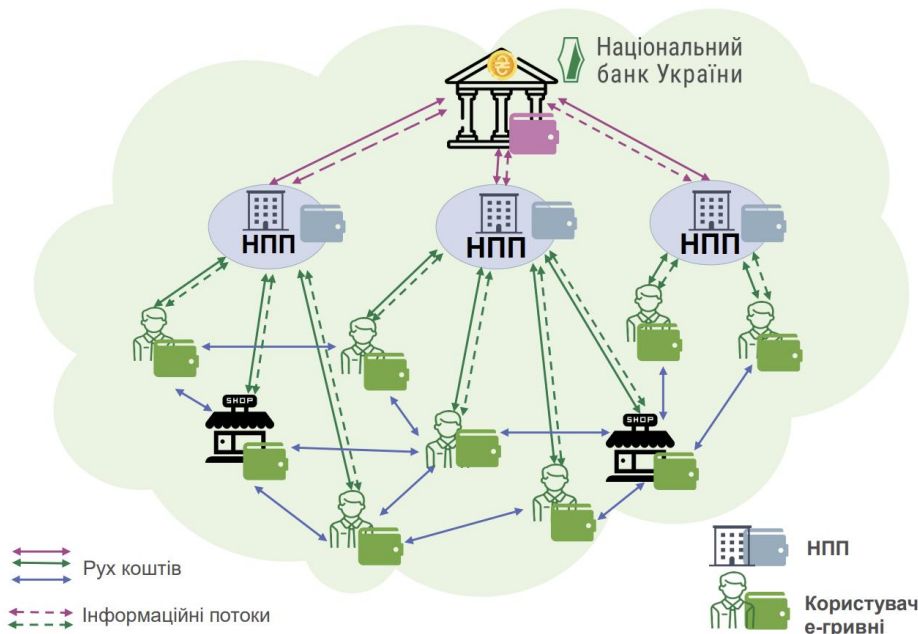 Національний
банк України
НПП
НПП
НПП
SHOP
SHOP
Рух коштів
Інформаційні потоки
НПП
Користувач
е-гривні